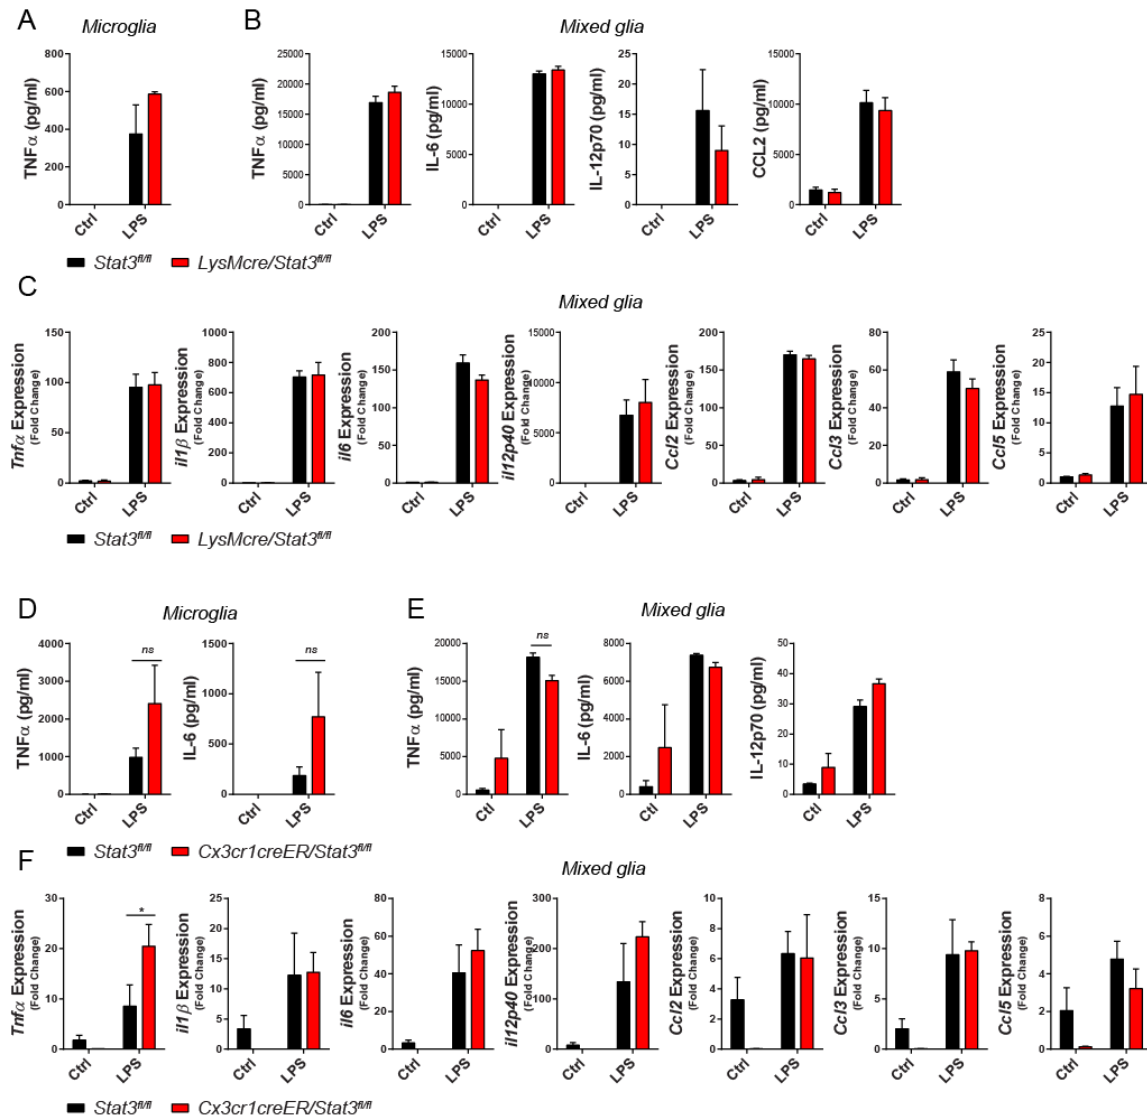 A
Microglia
TNFα (pg/ml)
800
600
400
200
0
Ctrl
LPS
B
Mixed glia
TNFα (pg/ml)
25000
20000
15000
10000
5000
0
Ctrl
LPS
IL-6 (pg/ml)
15000
10000
5000
0
Ctrl
LPS
IL-12p70 (pg/ml)
25
20
15
10
5
0
Ctrl
LPS
CCL2 (pg/ml)
15000
10000
5000
0
Ctrl
LPS
Stat3fl/fl LysMcre/Stat3fl/fl
C
Mixed glia
Tnfα Expression
(Fold Change)
150
100
50
0
Ctrl
LPS
il1β Expression
(Fold Change)
1000
800
600
400
200
0
Ctrl
LPS
il6 Expression
(Fold Change)
200
150
100
50
0
Ctrl
LPS
il12p40 Expression
(Fold Change)
15000
10000
5000
0
Ctrl
LPS
Ccl2 Expression
(Fold Change)
200
150
100
50
0
Ctrl
LPS
Ccl3 Expression
(Fold Change)
60
40
20
0
Ctrl
LPS
Ccl5 Expression
(Fold Change)
25
20
15
10
5
0
Ctrl
LPS
Stat3fl/fl LysMcre/Stat3fl/fl
D
Microglia
TNFα (pg/ml)
4000
3000
2000
1000
0
ns
Ctrl
LPS
IL-6 (pg/ml)
1500
1000
500
0
ns
Ctrl
LPS
E
Mixed glia
TNFα (pg/ml)
20000
15000
10000
5000
0
ns
Ctl
LPS
IL-6 (pg/ml)
8000
6000
4000
2000
0
Ctl
LPS
IL-12p70 (pg/ml)
50
40
30
20
10
0
Ctrl
LPS
Stat3fl/fl Cx3cr1creER/Stat3fl/fl
F
Mixed glia
Tnfα Expression
(Fold Change)
30
20
10
0
*
Ctrl
LPS
il1β Expression
(Fold Change)
25
20
15
10
5
0
Ctrl
LPS
il6 Expression
(Fold Change)
80
60
40
20
0
Ctrl
LPS
il12p40 Expression
(Fold Change)
300
200
100
0
Ctrl
LPS
Ccl2 Expression
(Fold Change)
10
8
6
4
2
0
Ctrl
LPS
Ccl3 Expression
(Fold Change)
15
10
5
0
Ctrl
LPS
Ccl5 Expression
(Fold Change)
8
6
4
2
0
Ctrl
LPS
Stat3fl/fl Cx3cr1creER/Stat3fl/fl